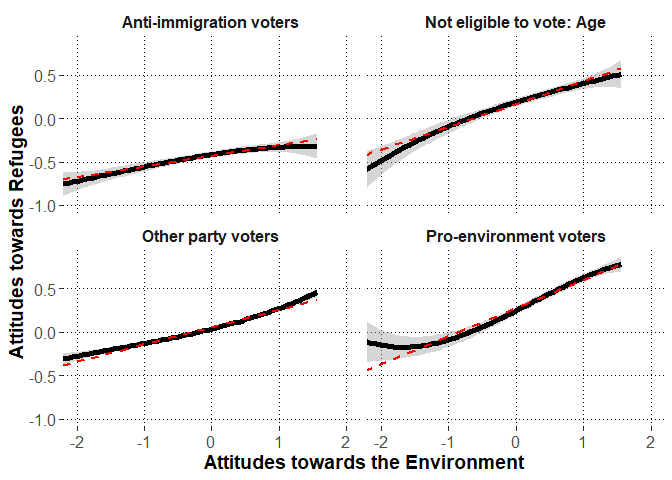 Anti-immigration voters
Not eligible to vote: Age
0.5
0.0
-0.5
-1.0
Other party voters
Pro-environment voters
0.5
0.0
-0.5
-1.0
-2 -1 0 1 2
-2 -1 0 1 2
Attitudes towards the Environment
Attitudes towards Refugees